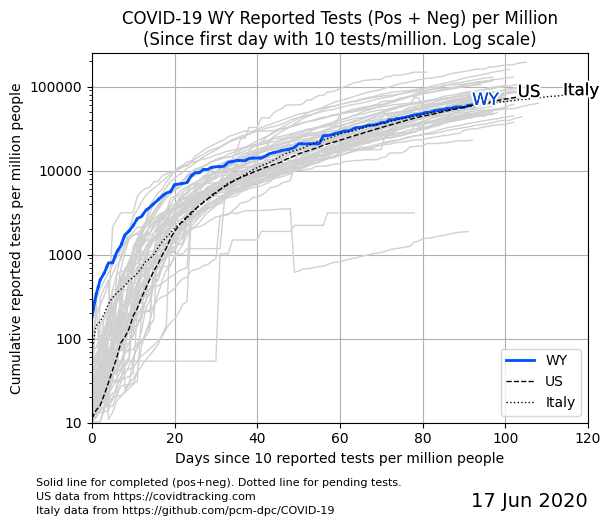 COVID-19 WY Reported Tests (Pos + Neg) per Million
(Since first day with 10 tests/million. Log scale)
Cumulative reported tests per million people
100000
10000
1000
100
10
WY
US
Italy
WY
US
Italy
0
20
40
60
80
100
120
Days since 10 reported tests per million people
Solid line for completed (pos+neg). Dotted line for pending tests.
US data from https://covidtracking.com
Italy data from https://github.com/pcm-dpc/COVID-19
17 Jun 2020